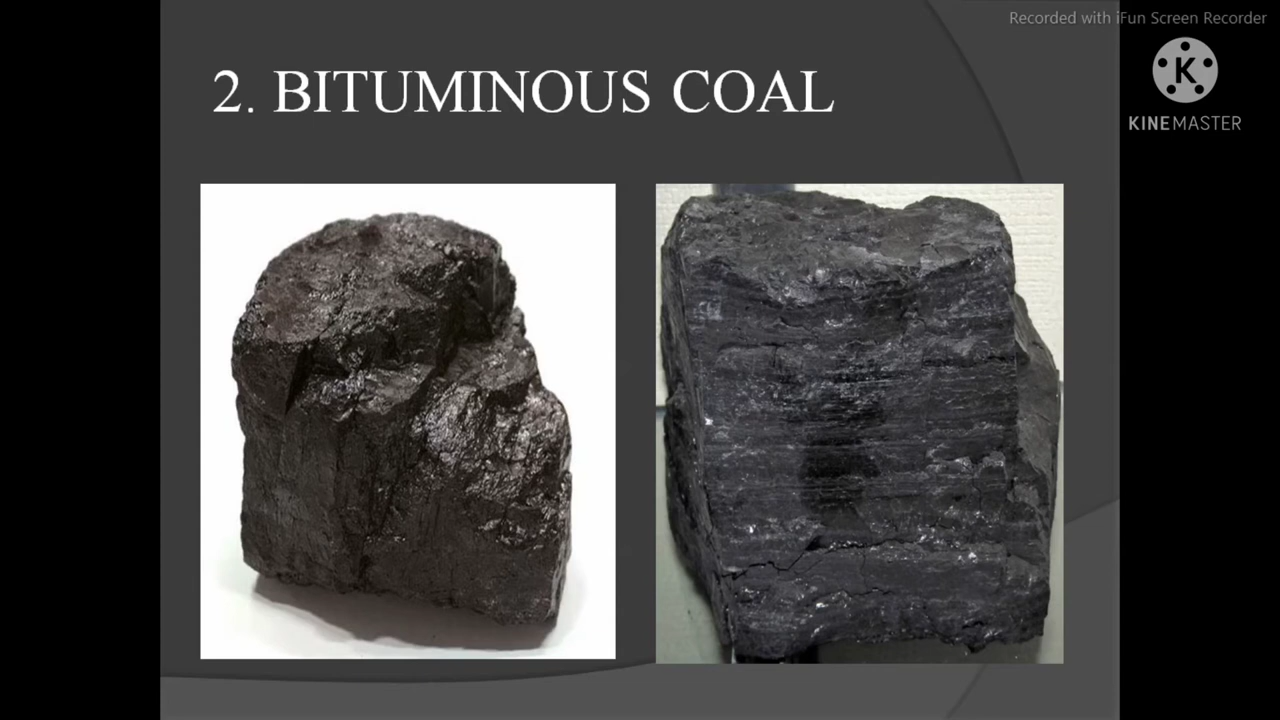 Recorded with iFun Screen Recorder
K
KINEMASTER
2. BITUMINOUS COAL